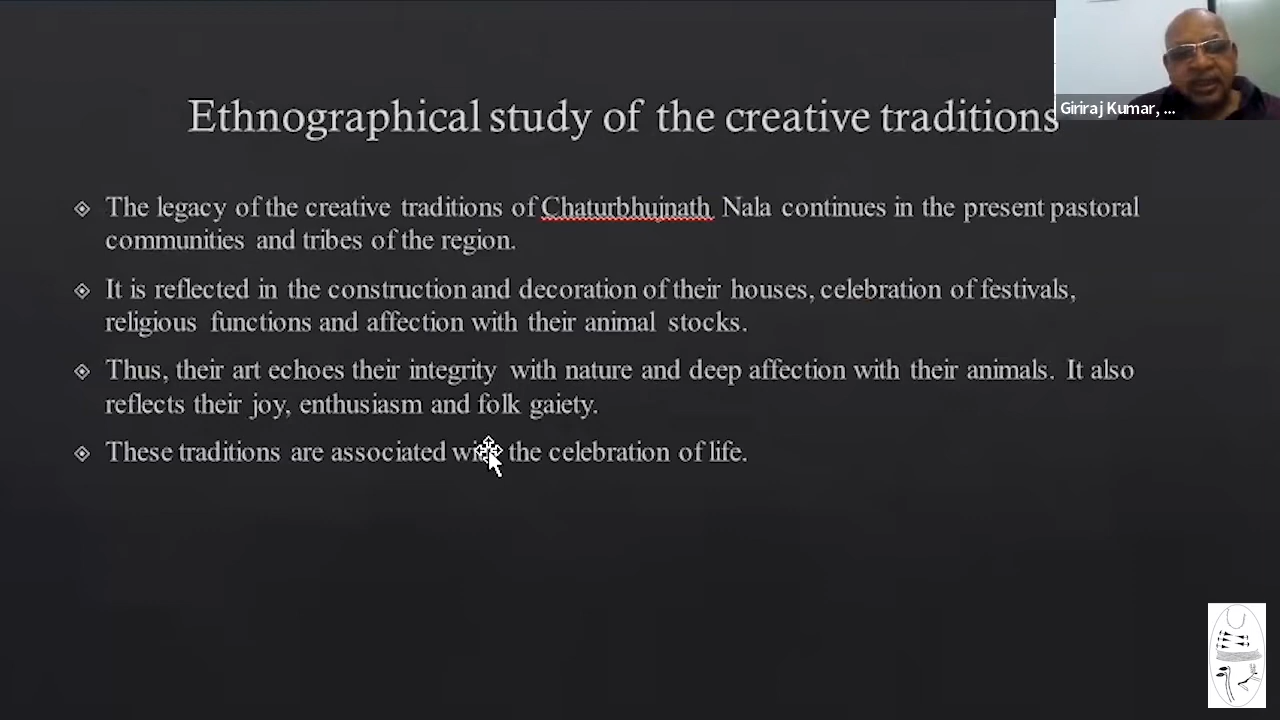 Ethnographical study of the creative traditions
Giriraj Kumar, ...
The legacy of the creative traditions of Chaturbhujnath Nala continues in the present pastoral
communities and tribes of the region.
It is reflected in the construction and decoration of their houses, celebration of festivals,
religious functions and affection with their animal stocks.
Thus, their art echoes their integrity with nature and deep affection with their animals. It also
reflects their joy, enthusiasm and folk gaiety.
These traditions are associated with the celebration of life.